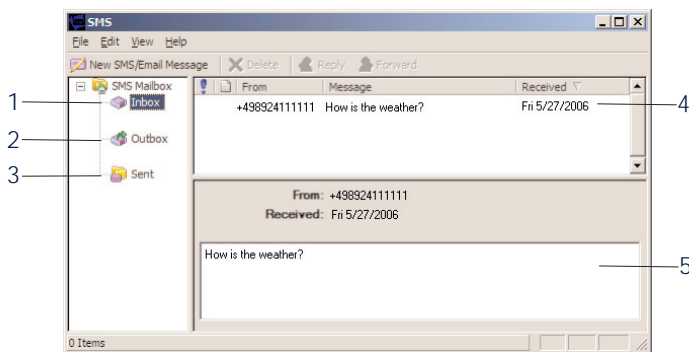 SMS
File Edit View Help
New SMS/Email Message Delete Reply Forward
SMS Mailbox From Message Received
1 Inbox +498924111111 How is the weather? Fri 5/27/2006 4
2 Outbox
3 Sent
From: +498924111111
Received: Fri 5/27/2006
How is the weather?
5
0 Items